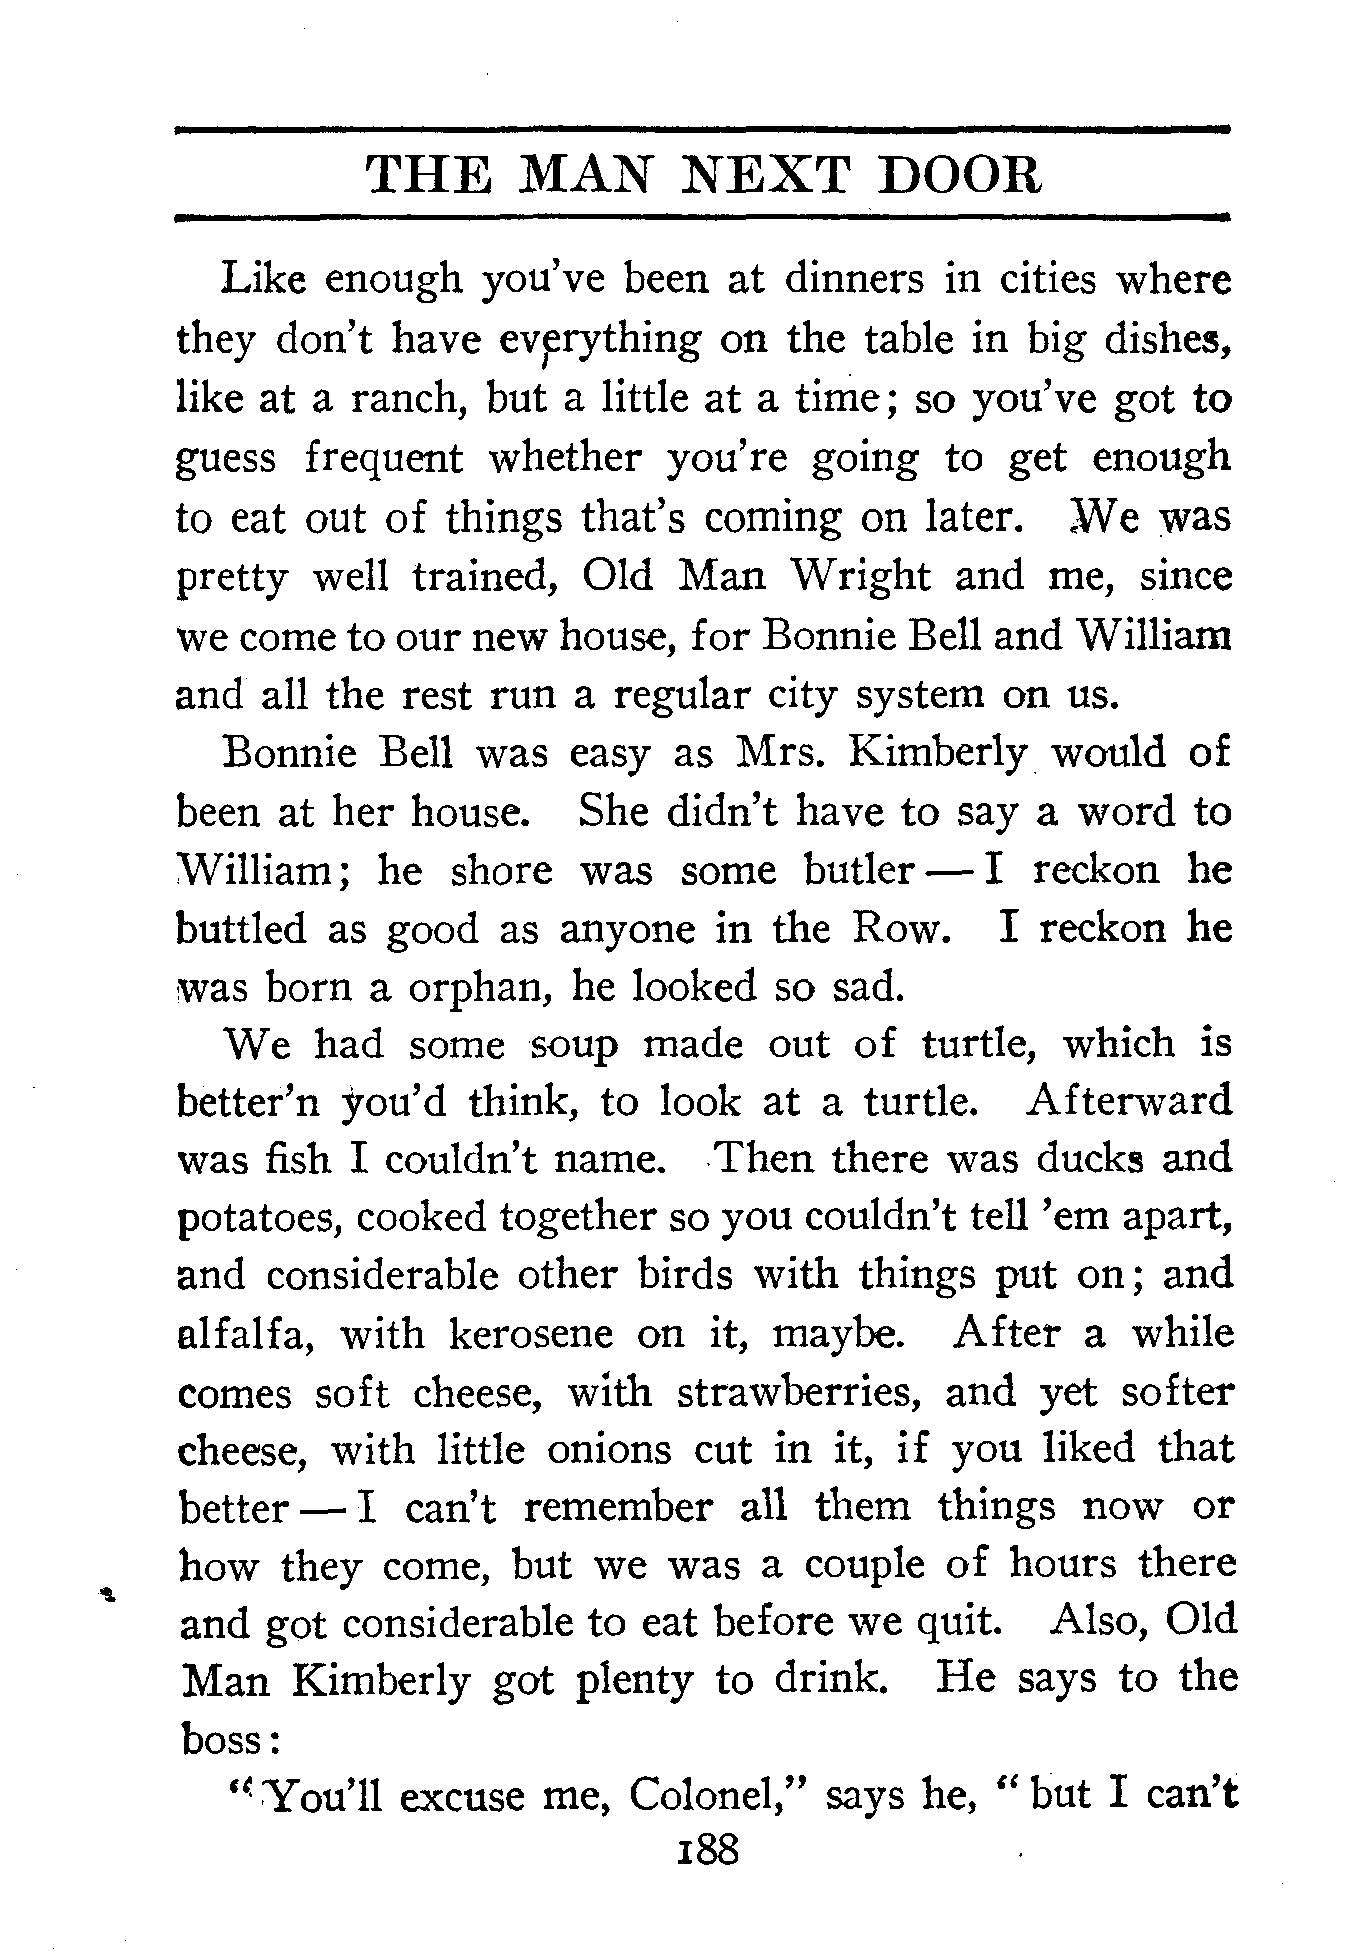 THE MAN NEXT DOOR
Like enough you've been at dinners in cities where
they don't have everything on the table in big dishes,
like at a ranch, but a little at a time; so you've got to
guess frequent whether you're going to get enough
to eat out of things that's coming on later. We was
pretty well trained, Old Man Wright and me, since
we come to our new house, for Bonnie Bell and William
and all the rest run a regular city system on us.
Bonnie Bell was easy as Mrs. Kimberly would of
been at her house. She didn't have to say a word to
William; he shore was some butler — I reckon he
buttled as good as anyone in the Row. I reckon he
was born a orphan, he looked so sad.
We had some soup made out of turtle, which is
better'n you'd think, to look at a turtle. Afterward
was fish I couldn't name. Then there was ducks and
potatoes, cooked together so you couldn't tell 'em apart,
and considerable other birds with things put on; and
alfalfa, with kerosene on it, maybe. After a while
comes soft cheese, with strawberries, and yet softer
cheese, with little onions cut in it, if you liked that
better — I can't remember all them things now or
how they come, but we was a couple of hours there
and got considerable to eat before we quit. Also, Old
Man Kimberly got plenty to drink. He says to the
boss:
"You'll excuse me, Colonel," says he, "but I can't
188